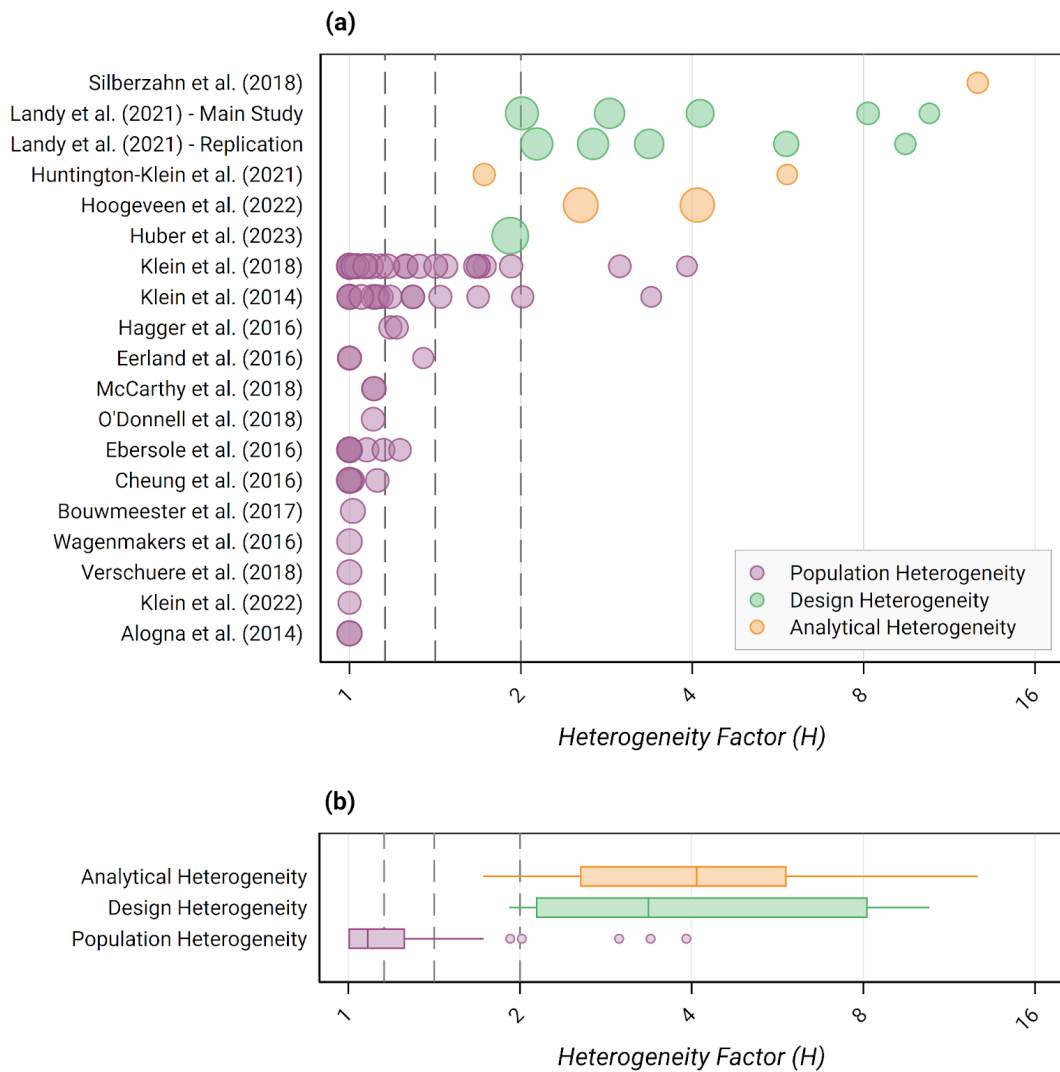 (a)
Silberzahn et al. (2018)
Landy et al. (2021) - Main Study
Landy et al. (2021) - Replication
Huntington-Klein et al. (2021)
Hoogeveen et al. (2022)
Huber et al. (2023)
Klein et al. (2018)
Klein et al. (2014)
Hagger et al. (2016)
Eerland et al. (2016)
McCarthy et al. (2018)
O'Donnell et al. (2018)
Ebersole et al. (2016)
Cheung et al. (2016)
Bouwmeester et al. (2017)
Wagenmakers et al. (2016)
Verschuere et al. (2018)
Klein et al. (2022)
Alogna et al. (2014)
Population Heterogeneity
Design Heterogeneity
Analytical Heterogeneity
1 2 4 8 16
Heterogeneity Factor (H)
(b)
Analytical Heterogeneity
Design Heterogeneity
Population Heterogeneity
1 2 4 8 16
Heterogeneity Factor (H)